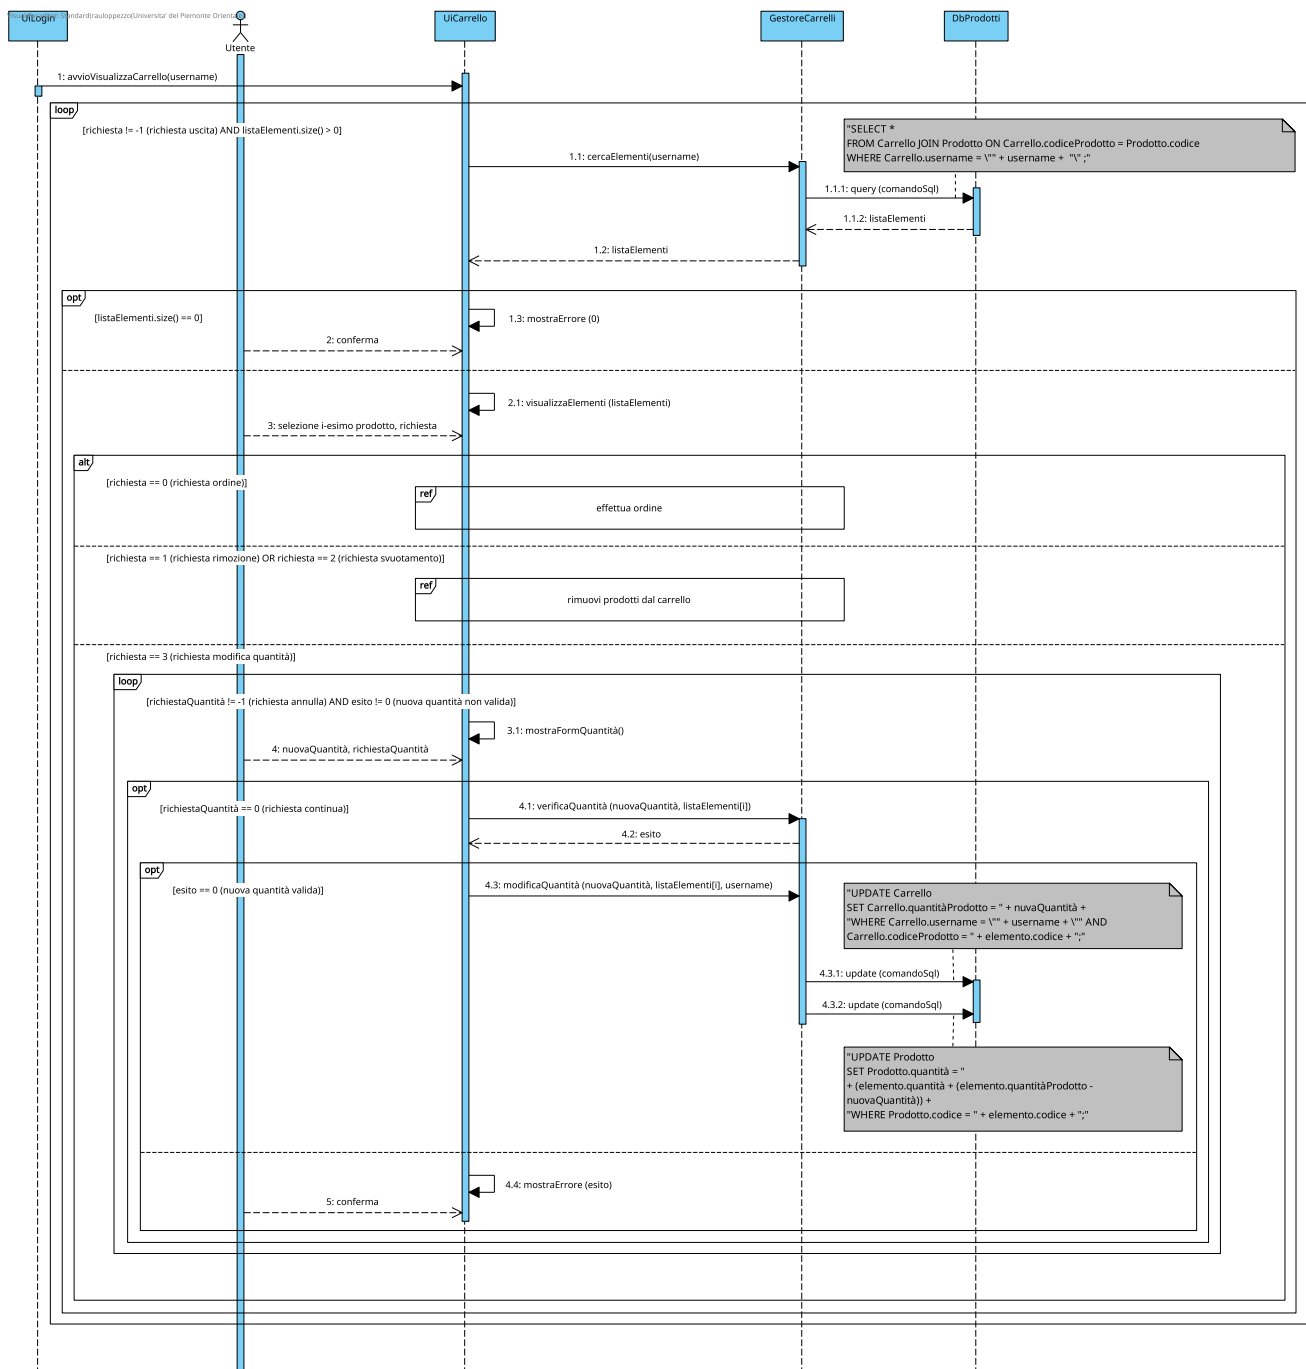 Visual Paradigm Standard(rauloppezzo(Universita' del Piemonte Orientale))
UiLogin
Utente
UiCarrello
GestoreCarrelli
DbProdotti
1: avvioVisualizzaCarrello(username)
loop
[richiesta != -1 (richiesta uscita) AND listaElementi.size() > 0]
"SELECT *
FROM Carrello JOIN Prodotto ON Carrello.codiceProdotto = Prodotto.codice
WHERE Carrello.username = \"" + username +  "\" ;"
1.1: cercaElementi(username)
1.1.1: query (comandoSql)
1.1.2: listaElementi
1.2: listaElementi
opt
[listaElementi.size() == 0]
1.3: mostraErrore (0)
2: conferma
2.1: visualizzaElementi (listaElementi)
3: selezione i-esimo prodotto, richiesta
alt
[richiesta == 0 (richiesta ordine)]
ref
effettua ordine
[richiesta == 1 (richiesta rimozione) OR richiesta == 2 (richiesta svuotamento)]
ref
rimuovi prodotti dal carrello
[richiesta == 3 (richiesta modifica quantità)]
loop
[richiestaQuantità != -1 (richiesta annulla) AND esito != 0 (nuova quantità non valida)]
3.1: mostraFormQuantità()
4: nuovaQuantità, richiestaQuantità
opt
[richiestaQuantità == 0 (richiesta continua)]
4.1: verificaQuantità (nuovaQuantità, listaElementi[i])
4.2: esito
opt
[esito == 0 (nuova quantità valida)]
4.3: modificaQuantità (nuovaQuantità, listaElementi[i], username)
"UPDATE Carrello
SET Carrello.quantitàProdotto = " + nuvaQuantità +
"WHERE Carrello.username = \"" + username + \"" AND
Carrello.codiceProdotto = " + elemento.codice + ";"
4.3.1: update (comandoSql)
4.3.2: update (comandoSql)
"UPDATE Prodotto
SET Prodotto.quantità = "
+ (elemento.quantità + (elemento.quantitàProdotto -
nuovaQuantità)) +
"WHERE Prodotto.codice = " + elemento.codice + ";"
4.4: mostraErrore (esito)
5: conferma